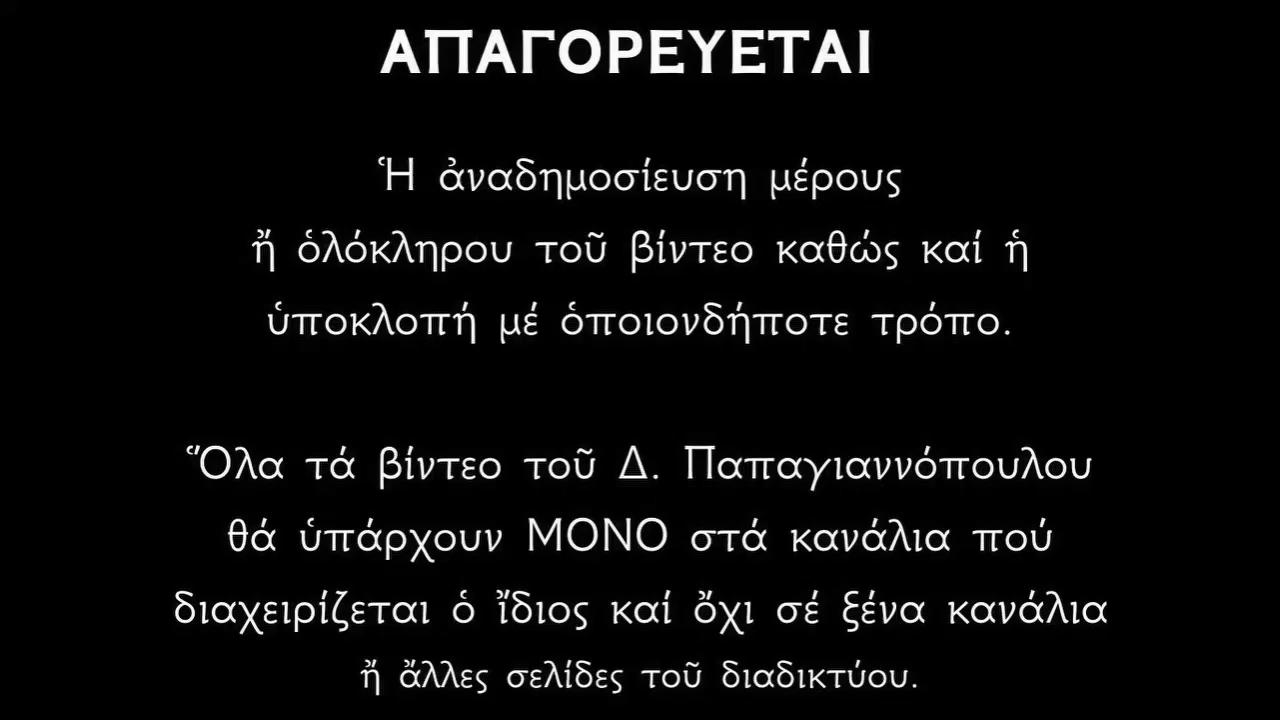 ΑΠΑΓΟΡΕΥΕΤΑΙ
Ἡ ἀναδημοσίευση μέρους
ἤ ὁλόκληρου τοῦ βίντεο καθώς καί ἡ
ὑποκλοπή μέ ὁποιονδήποτε τρόπο.
Ὅλα τά βίντεο τοῦ Δ. Παπαγιαννόπουλου
θά ὑπάρχουν ΜΟΝΟ στά κανάλια πού
διαχειρίζεται ὁ ἴδιος καί ὄχι σέ ξένα κανάλια
ἤ ἄλλες σελίδες τοῦ διαδικτύου.